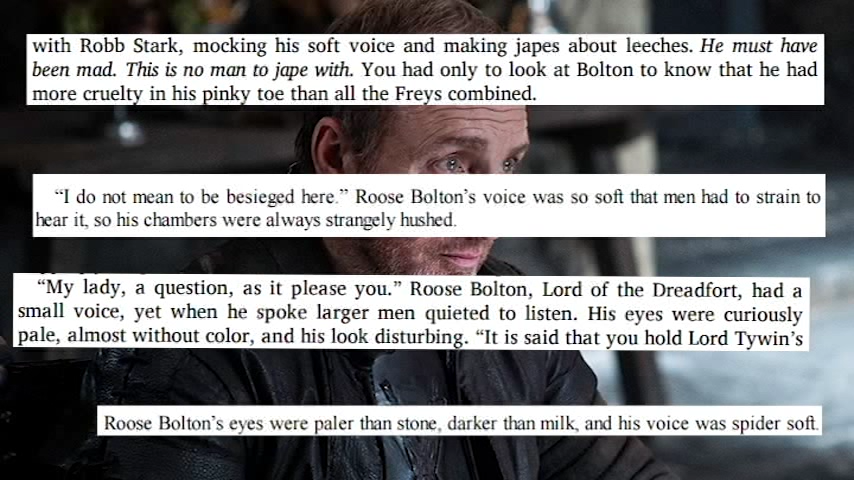 with Robb Stark, mocking his soft voice and making japes about leeches. He must have
been mad. This is no man to jape with. You had only to look at Bolton to know that he had
more cruelty in his pinky toe than all the Freys combined.
“I do not mean to be besieged here.” Roose Bolton’s voice was so soft that men had to strain to
hear it, so his chambers were always strangely hushed.
“My lady, a question, as it please you.” Roose Bolton, Lord of the Dreadfort, had a
small voice, yet when he spoke larger men quieted to listen. His eyes were curiously
pale, almost without color, and his look disturbing. “It is said that you hold Lord Tywin’s
Roose Bolton’s eyes were paler than stone, darker than milk, and his voice was spider soft.